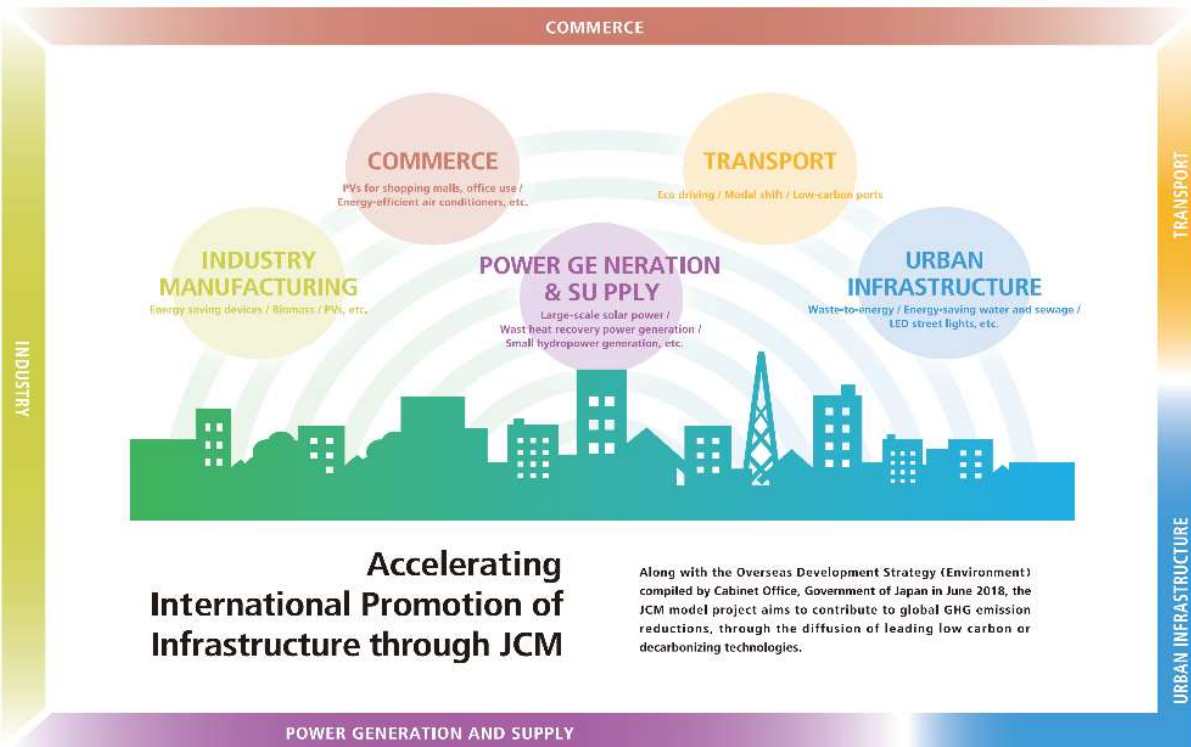 COMMERCE
COMMERCE
PVs for shopping malls, office use /
Energy-efficient air conditioners, etc.
TRANSPORT
Eco driving / Modal shift / Low-carbon ports
INDUSTRY
MANUFACTURING
Energy saving devices / Biomass / PVs, etc.
POWER GE NERATION
& SU PPLY
Large-scale solar power /
Wast heat recovery power generation /
Small hydropower generation, etc.
URBAN
INFRASTRUCTURE
Waste-to-energy / Energy-saving water and sewage /
LED street lights, etc.
INDUSTRY
TRANSPORT
URBAN INFRASTRUCTURE
Accelerating
International Promotion of
Infrastructure through JCM
Along with the Overseas Development Strategy (Environment)
compiled by Cabinet Office, Government of Japan in June 2018, the
JCM model project aims to contribute to global GHG emission
reductions, through the diffusion of leading low carbon or
decarbonizing technologies.
POWER GENERATION AND SUPPLY